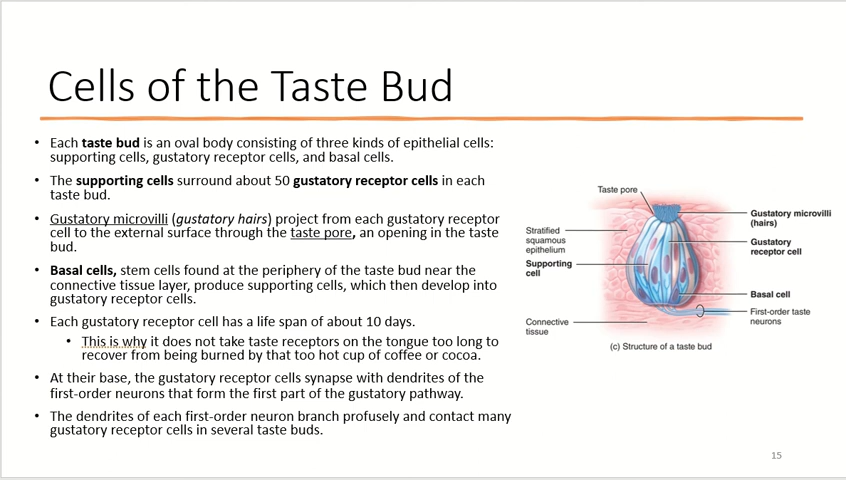 Cells of the Taste Bud
• Each taste bud is an oval body consisting of three kinds of epithelial cells:
supporting cells, gustatory receptor cells, and basal cells.
• The supporting cells surround about 50 gustatory receptor cells in each
taste bud.
• Gustatory microvilli (gustatory hairs) project from each gustatory receptor
cell to the external surface through the taste pore, an opening in the taste
bud.
• Basal cells, stem cells found at the periphery of the taste bud near the
connective tissue layer, produce supporting cells, which then develop into
gustatory receptor cells.
• Each gustatory receptor cell has a life span of about 10 days.
• This is why it does not take taste receptors on the tongue too long to
recover from being burned by that too hot cup of coffee or cocoa.
• At their base, the gustatory receptor cells synapse with dendrites of the
first-order neurons that form the first part of the gustatory pathway.
• The dendrites of each first-order neuron branch profusely and contact many
gustatory receptor cells in several taste buds.
Taste pore
Stratified
squamous
epithelium
Supporting
cell
Connective
tissue
Gustatory microvilli
(hairs)
Gustatory
receptor cell
Basal cell
First-order taste
neurons
(c) Structure of a taste bud
15